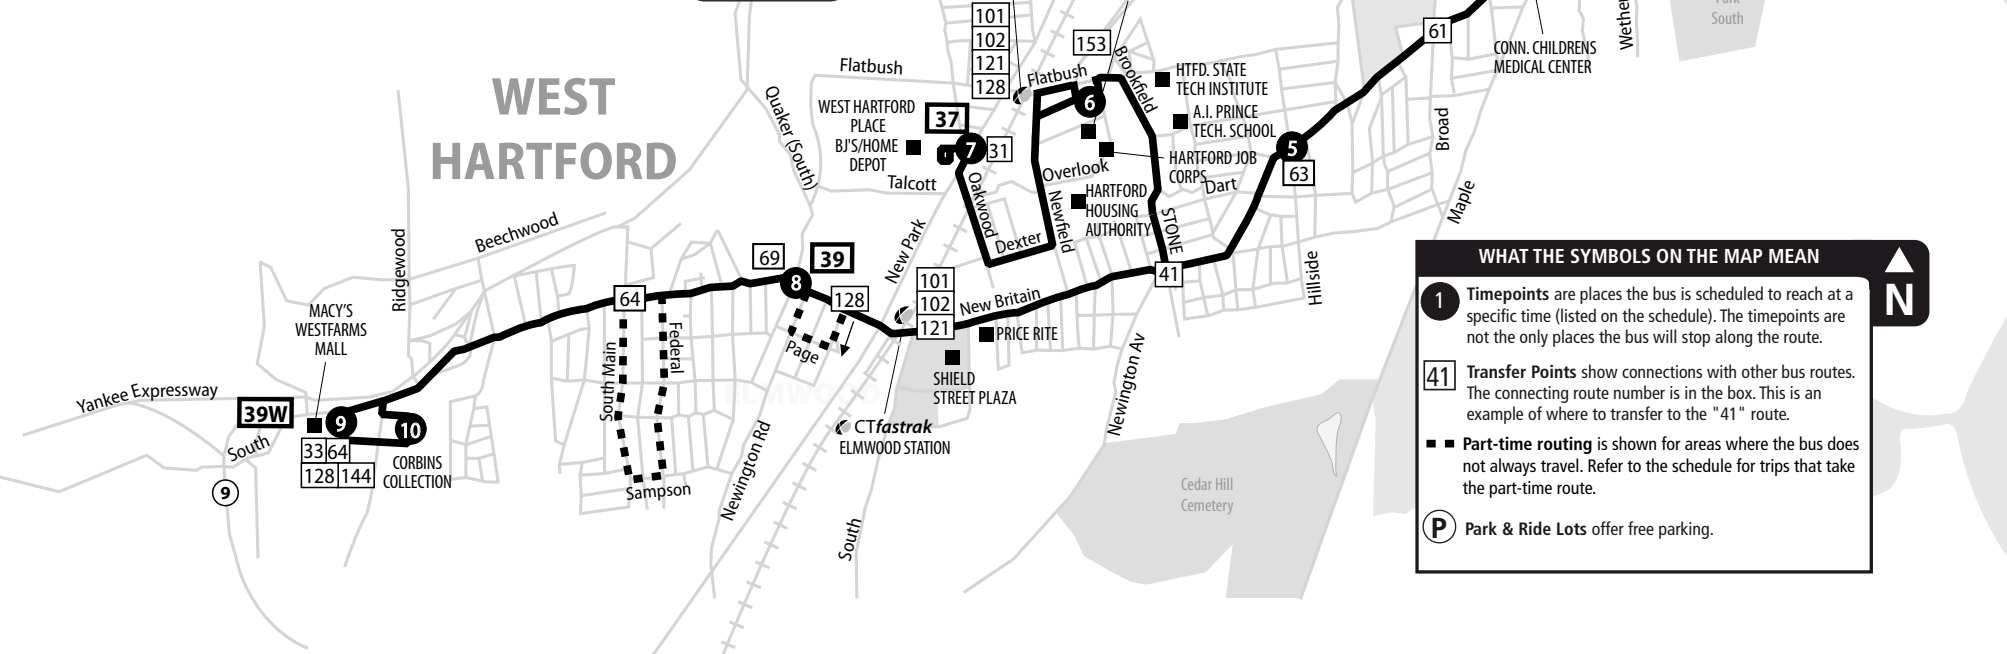 101
102
121
128
153
61
Park
South
Wethe
CONN. CHILDRENS
MEDICAL CENTER
WEST
HARTFORD
Flatbush
Quaker (South)
WEST HARTFORD
PLACE
BJ'S/HOME
DEPOT
Talcott
37
7
31
Flatbush
6
Brookfield
HTFD. STATE
TECH INSTITUTE
A.I. PRINCE
TECH. SCHOOL
HARTFORD JOB
CORPS
Overlook
HARTFORD
HOUSING
AUTHORITY
Oakwood
Newfield
Dexter
STONE
Dart
5
63
Broad
Maple
Hillside
41
Ridgewood
Beechwood
New Park
69
39
8
128
101
102
121
New Britain
PRICE RITE
SHIELD
STREET PLAZA
64
Federal
South Main
Sampson
Page
ELMWOOD
Newington Rd
CTfastrak
ELMWOOD STATION
South
Newington Av
Cedar Hill
Cemetery
MACY'S
WESTFARMS
MALL
Yankee Expressway
39W
9
10
33 64
128 144
CORBINS
COLLECTION
South
9
WHAT THE SYMBOLS ON THE MAP MEAN
N
1 Timepoints are places the bus is scheduled to reach at a
specific time (listed on the schedule). The timepoints are
not the only places the bus will stop along the route.
41 Transfer Points show connections with other bus routes.
The connecting route number is in the box. This is an
example of where to transfer to the "41" route.
Part-time routing is shown for areas where the bus does
not always travel. Refer to the schedule for trips that take
the part-time route.
P Park & Ride Lots offer free parking.